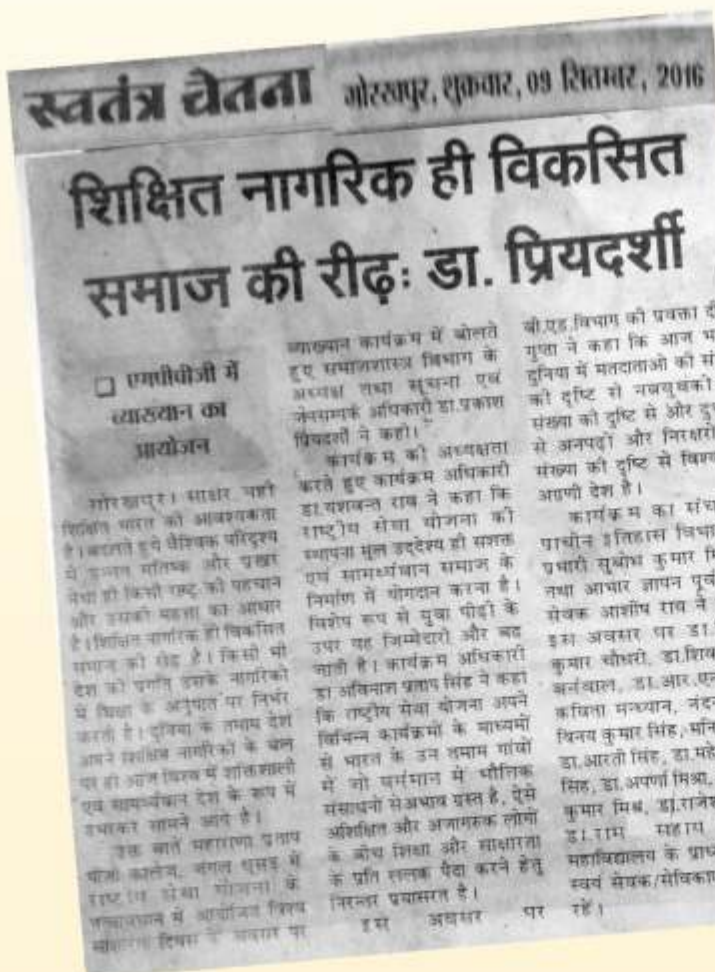 स्वतंत्र चेतना
गोरखपुर, शुक्रवार, 09 सितम्बर, 2016
शिक्षित नागरिक ही विकसित
समाज की रीढ़: डा. प्रियदर्शी
❑ एमपीपीजी में
व्याख्यान का
आयोजन
गोरखपुर। साक्षर नहीं
शिक्षित भारत की आवश्यकता
है। बदलते हुये वैश्विक परिदृश्य
में उन्नत मस्तिष्क और प्रखर
मेधा ही किसी राष्ट्र की पहचान
और उसकी महत्ता का आधार
है। शिक्षित नागरिक ही विकसित
समाज की रीढ़ है। किसी भी
देश की प्रगति उसके नागरिकों
में शिक्षा के अनुपात पर निर्भर
करती है। दुनिया के तमाम देश
अपने शिक्षित नागरिकों के बल
पर ही आज विश्व में शक्तिशाली
एवं सामर्थ्यवान देश के रूप में
उभरकर सामने आये है।
उक्त बातें महाराणा प्रताप
पीजी कालेज, जंगल धूसड़ में
राष्ट्रीय सेवा योजना के
तत्वावधान में आयोजित विश्व
साक्षरता दिवस के अवसर पर
व्याख्यान कार्यक्रम में बोलते
हुए समाजशास्त्र विभाग के
अध्यक्ष तथा सूचना एवं
जनसम्पर्क अधिकारी डा.प्रकाश
प्रियदर्शी ने कही।
कार्यक्रम की अध्यक्षता
करते हुए कार्यक्रम अधिकारी
डा.यशवन्त राव ने कहा कि
राष्ट्रीय सेवा योजना की
स्थापना मूल उददेश्य ही सशक्त
एवं सामर्थ्यवान समाज के
निर्माण में योगदान करना है।
विशेष रूप से युवा पीढ़ी के
उपर यह जिम्मेदारी और बढ़
जाती है। कार्यक्रम अधिकारी
डा अविनाश प्रताप सिंह ने कहा
कि राष्ट्रीय सेवा योजना अपने
विभिन्न कार्यक्रमों के माध्यमों
से भारत के उन तमाम गांवों
में जो वर्तमान में भौतिक
संसाधनों से अभाव ग्रस्त है, ऐसे
अशिक्षित और अजागरुक लोगों
के बीच शिक्षा और साक्षारता
के प्रति ललक पैदा करने हेतु
निरन्तर प्रयासरत है।
इस अवसर पर
बी.एड.विभाग की प्रवक्ता
गुप्ता ने कहा कि आज
दुनिया में मतदाताओं की
की दृष्टि से नवयुवकों
संख्या की दृष्टि से और
से अनपढ़ों और निरक्षरों
संख्या की दृष्टि से
अग्रणी देश है।
कार्यक्रम का
प्राचीन इतिहास
प्रभारी सुबोध कुमार
तथा आभार ज्ञापन
सेवक आशीष राय ने
इस अवसर पर डा.
कुमार चौधरी, डा.शिव
बर्नवाल, डा.आर.एन
कविता मन्ध्यान,
विनय कुमार सिंह,
डा.आरती सिंह,
सिंह, डा.अपर्णा मिश्रा,
कुमार मिश्र, डा.राजेश
डा.राम सहाय
महाविद्यालय के
स्वयं सेवक/
रहें।